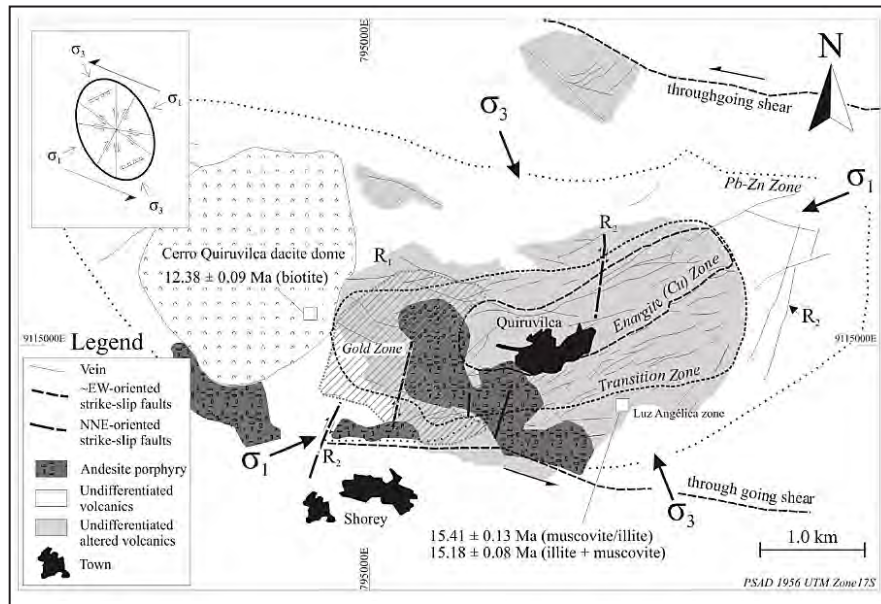 795000E
N
σ3
σ1
σ1
σ3
throughgoing shear
σ3
Pb-Zn Zone
σ1
R2
Cerro Quiruvilca dacite dome
12.38 ± 0.09 Ma (biotite)
R1
Enargite (Cu) Zone
R2
Quiruvilca
9115000E
9115000E
Legend
Gold Zone
Vein
Transition Zone
~EW-oriented
strike-slip faults
Luz Angélica zone
NNE-oriented
strike-slip faults
σ1
R2
Andesite porphyry
σ3
through going shear
Undifferentiated
volcanics
Shorey
Undifferentiated
altered volcanics
15.41 ± 0.13 Ma (muscovite/illite)
15.18 ± 0.08 Ma (illite + muscovite)
1.0 km
Town
795000E
PSAD 1956 UTM Zone17S